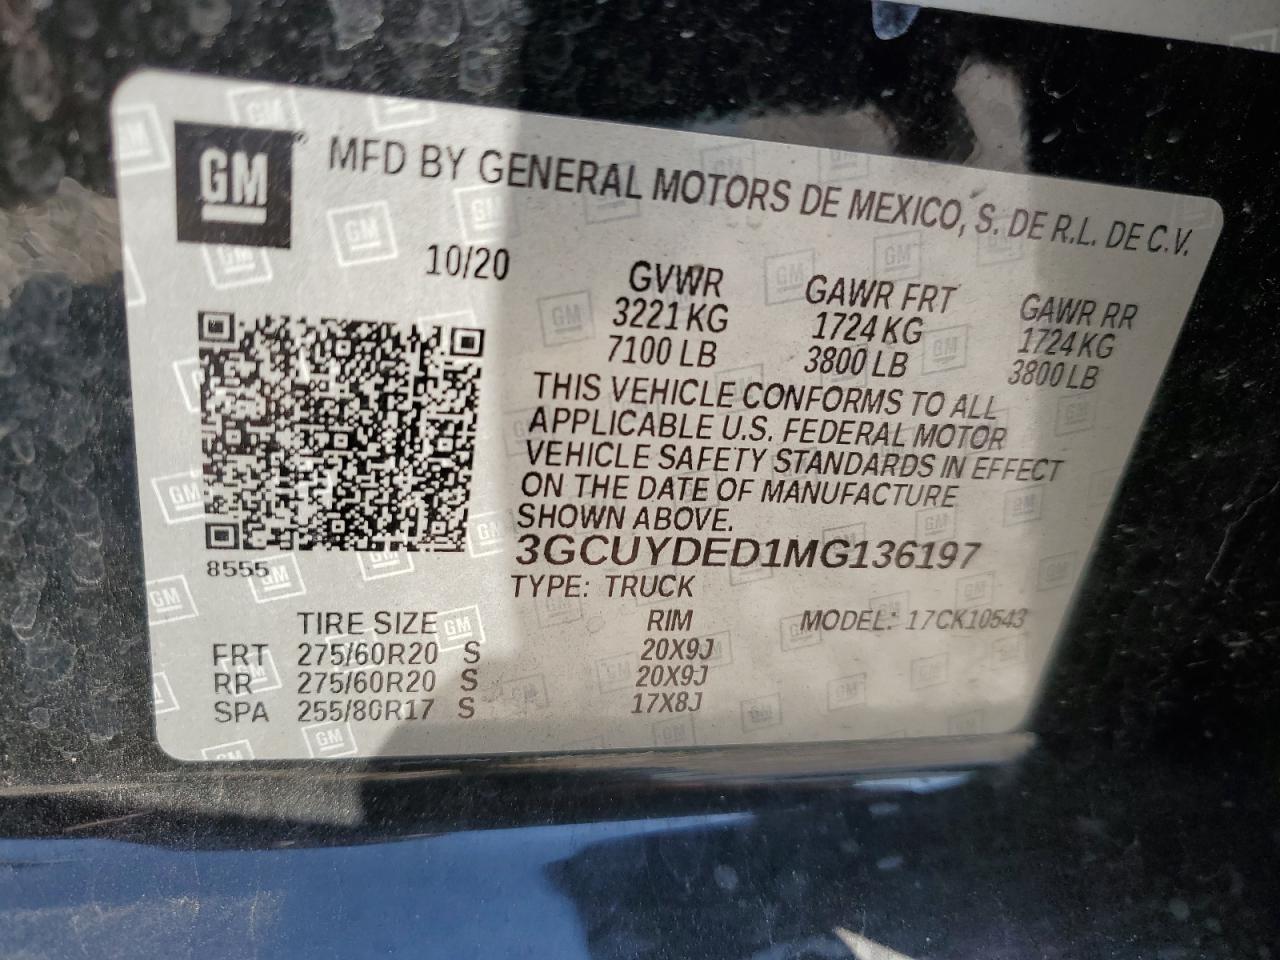 GM
MFD BY GENERAL MOTORS DE MEXICO, S. DE R.L. DE C.V.
10/20
GVWR GAWR FRT GAWR RR
3221 KG 1724 KG 1724 KG
7100 LB 3800 LB 3800 LB
THIS VEHICLE CONFORMS TO ALL
APPLICABLE U.S. FEDERAL MOTOR
VEHICLE SAFETY STANDARDS IN EFFECT
ON THE DATE OF MANUFACTURE
SHOWN ABOVE.
3GCUYDED1MG136197
8555
TYPE: TRUCK
TIRE SIZE RIM MODEL: 17CK10543
FRT 275/60R20 S 20X9J
RR 275/60R20 S 20X9J
SPA 255/80R17 S 17X8J